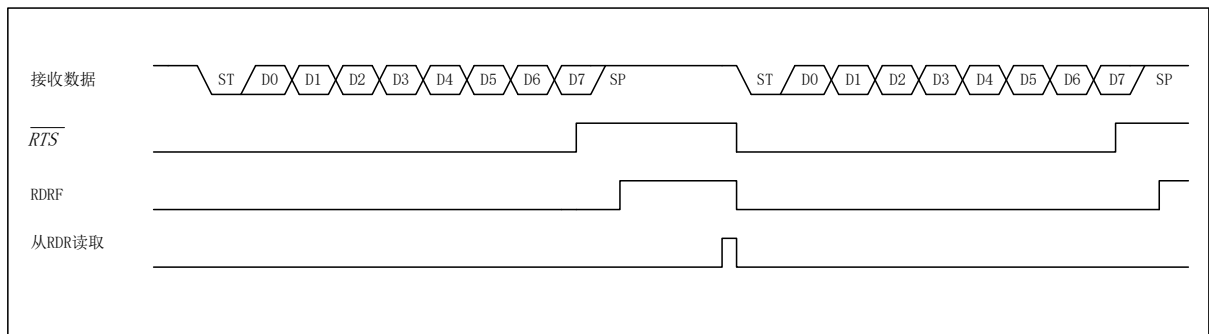 接收数据 ST D0 D1 D2 D3 D4 D5 D6 D7 SP ST D0 D1 D2 D3 D4 D5 D6 D7 SP
RTS
RDRF
从RDR读取